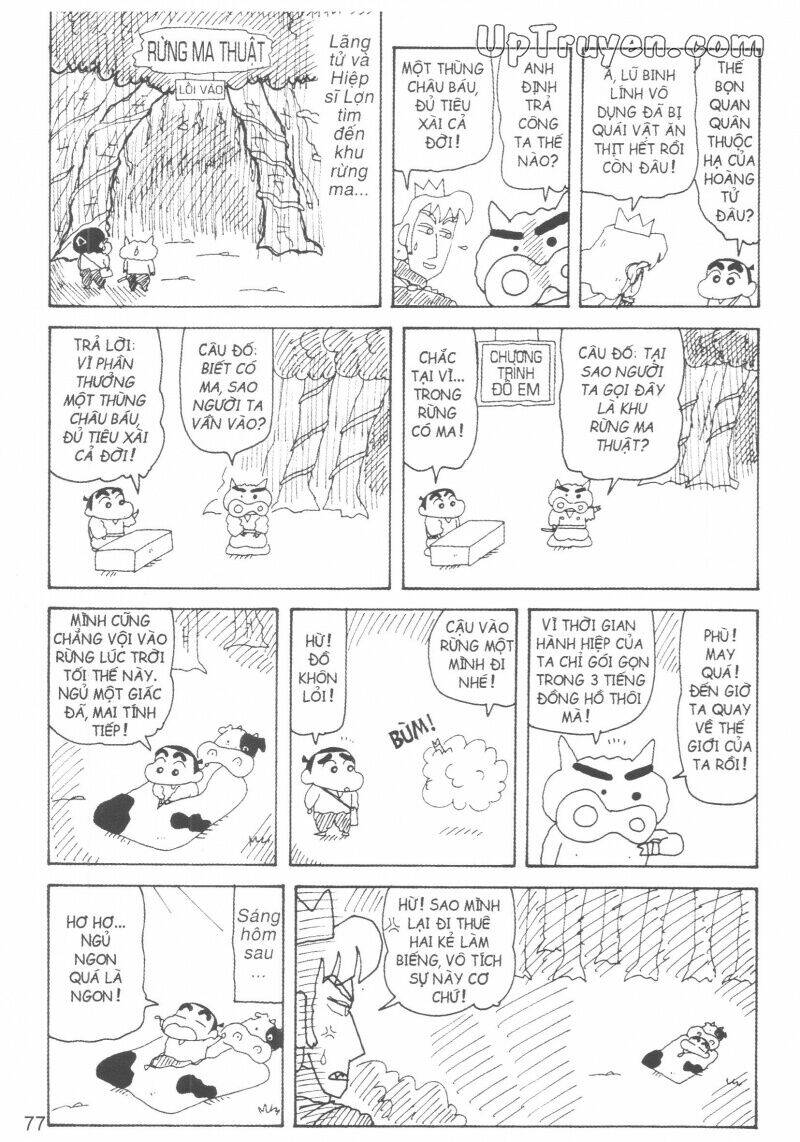 UpTruyen.com
THẾ
BỌN
QUAN
QUÂN
THUỘC
HẠ CỦA
HOÀNG
TỬ
ĐÂU?
À, LŨ BINH
LÍNH VÔ
DỤNG ĐÃ BỊ
QUÁI VẬT ĂN
THỊT HẾT RỒI
CÒN ĐÂU!
ANH
ĐỊNH
TRẢ
CÔNG
TA THẾ
NÀO?
MỘT THÙNG
CHÂU BÁU,
ĐỦ TIÊU
XÀI CẢ
ĐỜI!
Lãng
tử và
Hiệp
sĩ Lợn
tìm
đến
khu
rừng
ma...
RỪNG MA THUẬT
LỐI VÀO
CÂU ĐỐ: TẠI
SAO NGƯỜI
TA GỌI ĐÂY
LÀ KHU
RỪNG MA
THUẬT?
CHƯƠNG
TRÌNH
ĐỐ EM
CHẮC
TẠI VÌ...
TRONG
RỪNG
CÓ MA!
CÂU ĐỐ:
BIẾT CÓ
MA, SAO
NGƯỜI TA
VẪN VÀO?
TRẢ LỜI:
VÌ PHẦN
THƯỞNG
MỘT THÙNG
CHÂU BÁU,
ĐỦ TIÊU XÀI
CẢ ĐỜI!
PHÙ!
MAY
QUÁ!
ĐẾN GIỜ
TA QUAY
VỀ THẾ
GIỚI CỦA
TA RỒI!
VÌ THỜI GIAN
HÀNH HIỆP CỦA
TA CHỈ GÓI GỌN
TRONG 3 TIẾNG
ĐỒNG HỒ THÔI
MÀ!
CẬU VÀO
RỪNG MỘT
MÌNH ĐI
NHÉ!
BÙM!
HỪ!
ĐỒ
KHÔN
LỎI!
MÌNH CŨNG
CHẲNG VỘI VÀO
RỪNG LÚC TRỜI
TỐI THẾ NÀY.
NGỦ MỘT GIẤC
ĐÃ, MAI TÍNH
TIẾP!
HỪ! SAO MÌNH
LẠI ĐI THUÊ
HAI KẺ LÀM
BIẾNG, VÔ TÍCH
SỰ NÀY CƠ
CHỨ!
Sáng
hôm
sau
...
HƠ HƠ...
NGỦ
NGON
QUÁ LÀ
NGON!
77